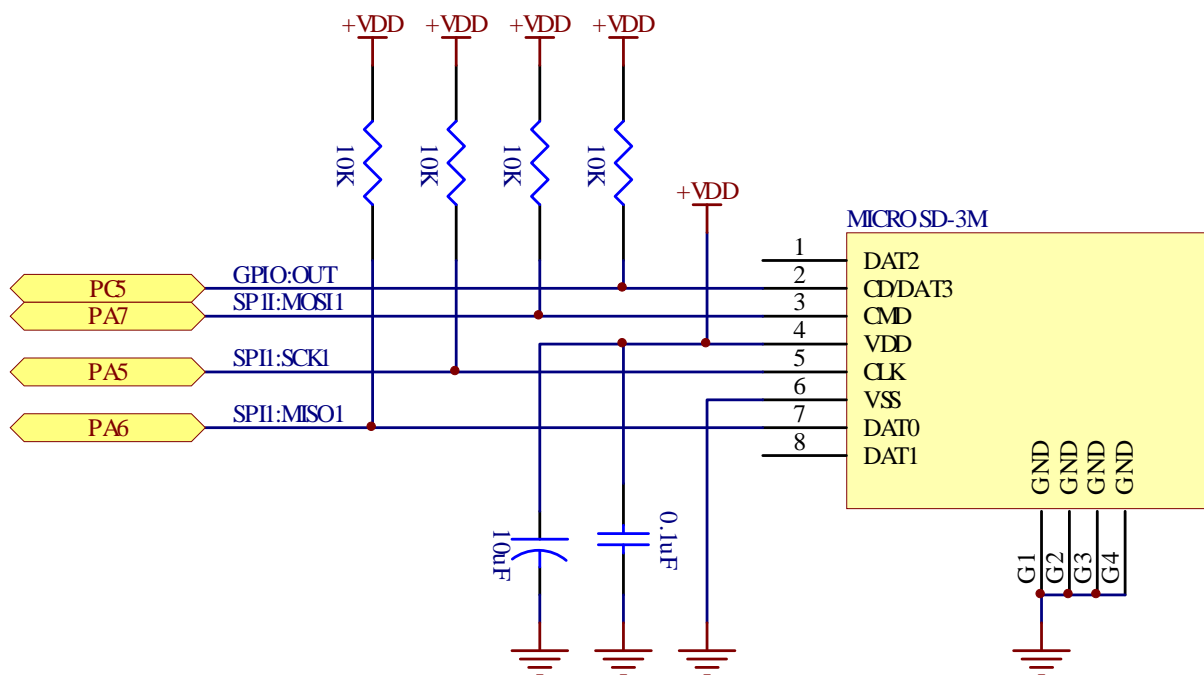 +VDD +VDD +VDD +VDD
10K 10K 10K 10K
+VDD
MICRO SD-3M
1 DAT2
PC5 GPIO:OUT 2 CD/DAT3
PA7 SP1I:MOSI1 3 CMD
4 VDD
PA5 SPI1:SCK1 5 CLK
6 VSS
PA6 SPI1:MISO1 7 DAT0
8 DAT1
GND GND GND GND
10uF 0.1uF
G1 G2 G3 G4